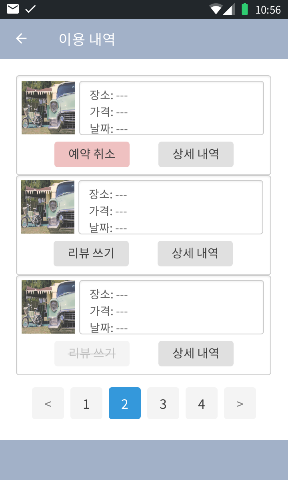 10:56
이용 내역
장소: ---
가격: ---
날짜: ---
예약 취소
상세 내역
장소: ---
가격: ---
날짜: ---
리뷰 쓰기
상세 내역
장소: ---
가격: ---
날짜: ---
리뷰 쓰기
상세 내역
< 1 2 3 4 >